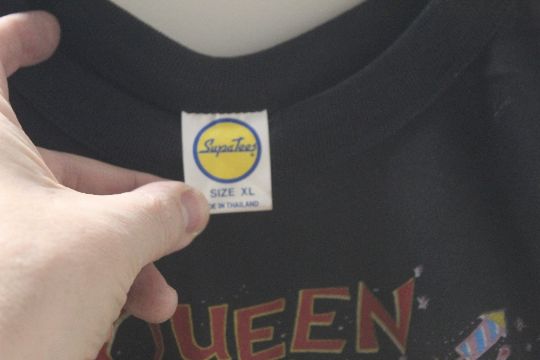 SupaTees
SIZE XL
DE IN THAILAND
QUEEN